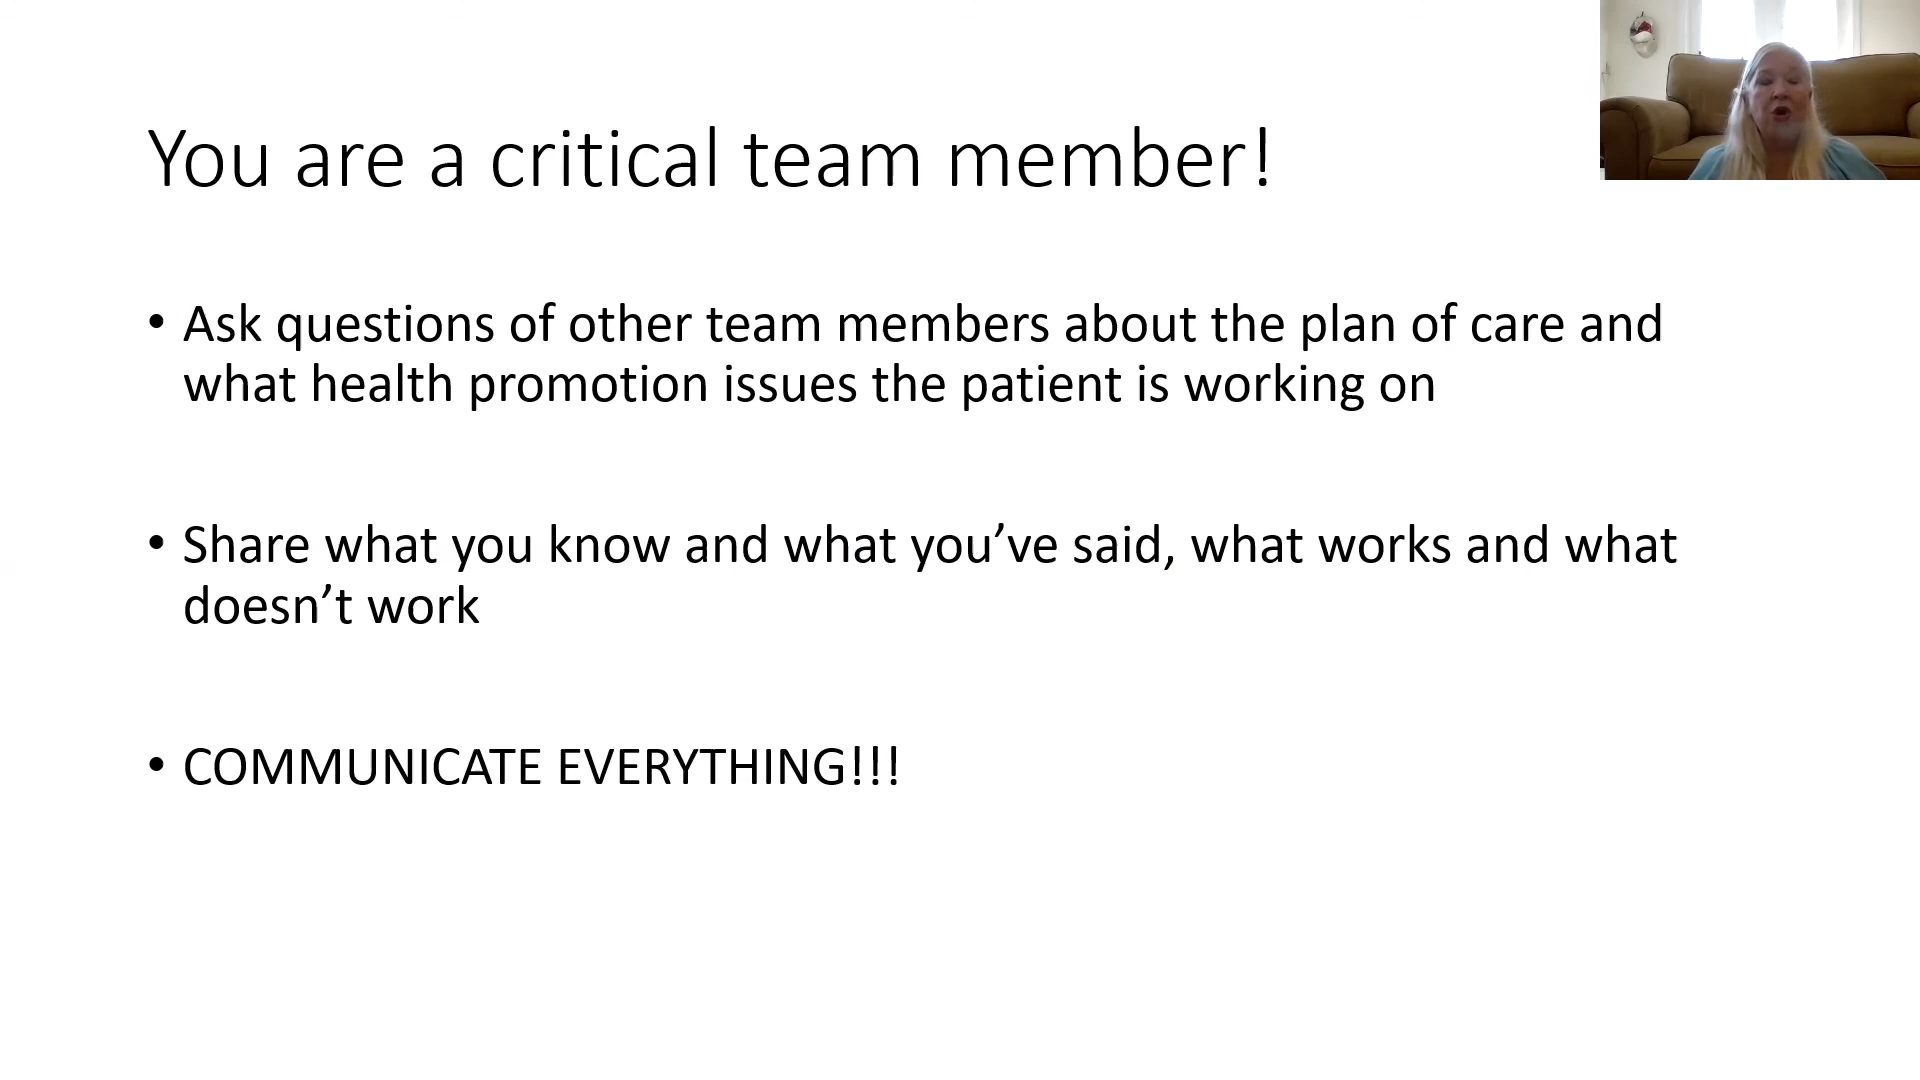 You are a critical team member!
• Ask questions of other team members about the plan of care and
what health promotion issues the patient is working on
• Share what you know and what you’ve said, what works and what
doesn’t work
• COMMUNICATE EVERYTHING!!!